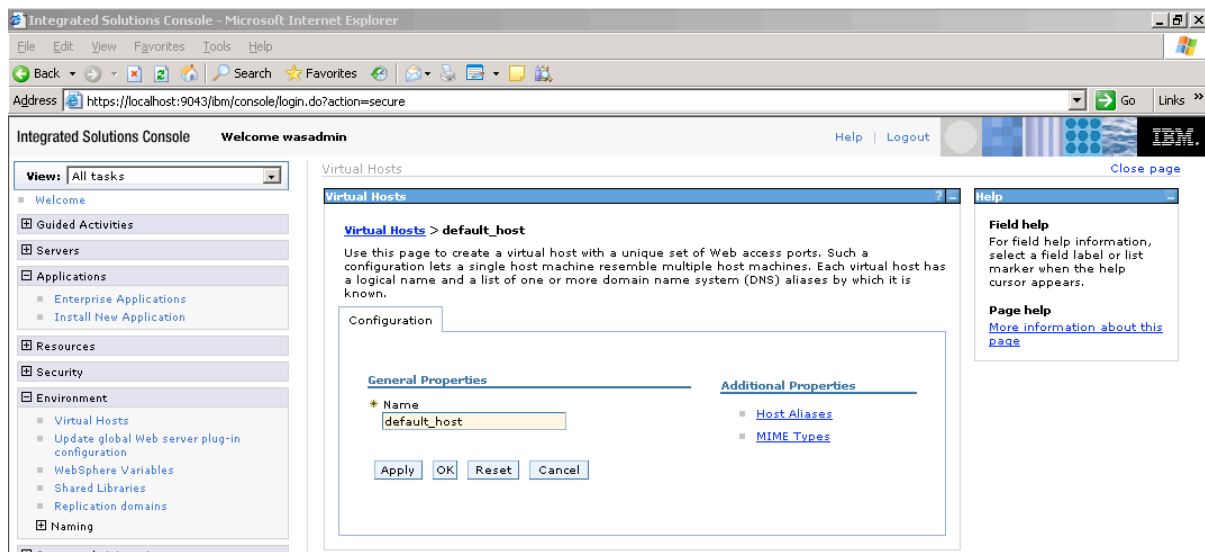 Integrated Solutions Console - Microsoft Internet Explorer
File Edit View Favorites Tools Help
Back Search Favorites
Address https://localhost:9043/ibm/console/login.do?action=secure Go Links »
Integrated Solutions Console Welcome wasadmin Help | Logout IBM.
View: All tasks
Welcome
Guided Activities
Servers
Applications
Enterprise Applications
Install New Application
Resources
Security
Environment
Virtual Hosts
Update global Web server plug-in
configuration
WebSphere Variables
Shared Libraries
Replication domains
Naming
Virtual Hosts Close page
Virtual Hosts ? -
Virtual Hosts > default_host
Use this page to create a virtual host with a unique set of Web access ports. Such a
configuration lets a single host machine resemble multiple host machines. Each virtual host has
a logical name and a list of one or more domain name system (DNS) aliases by which it is
known.
Configuration
General Properties
* Name
default_host
Apply OK Reset Cancel
Additional Properties
Host Aliases
MIME Types
Help -
Field help
For field help information,
select a field label or list
marker when the help
cursor appears.
Page help
More information about this
page